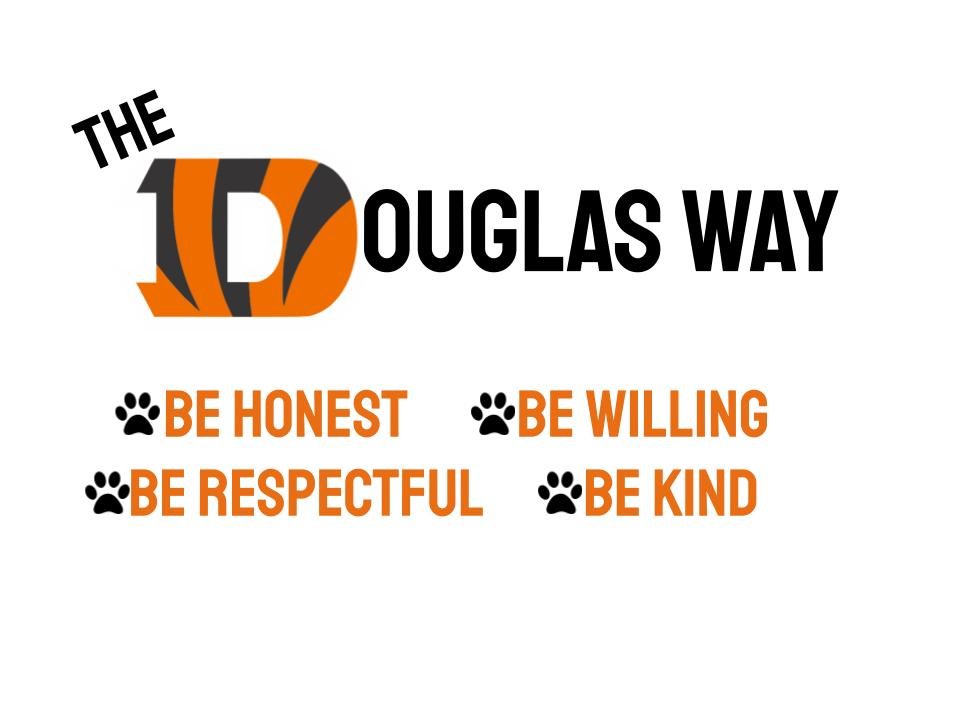 THE
DOUGLAS WAY
BE HONEST BE WILLING
BE RESPECTFUL BE KIND